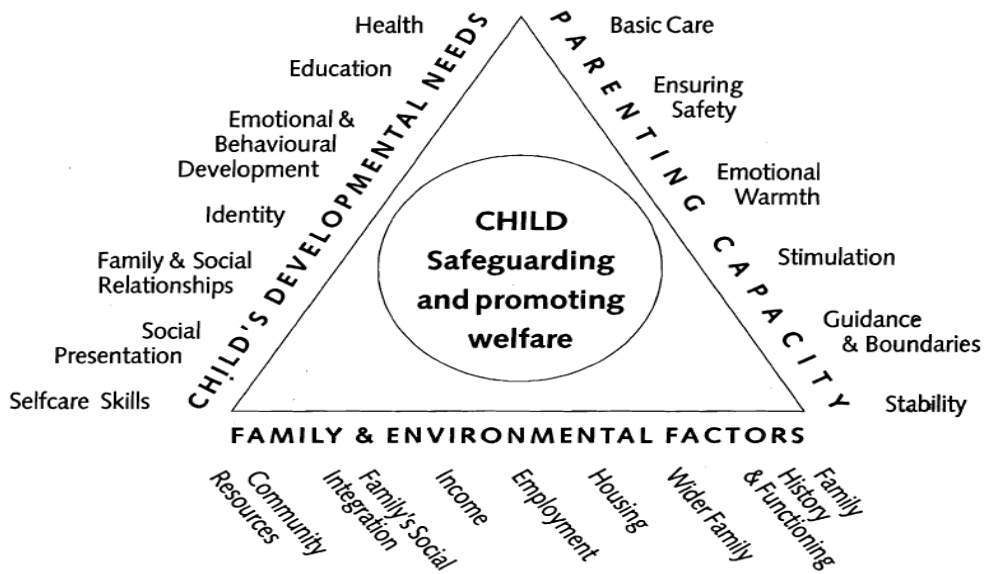 Health
Education
Emotional &
Behavioural
Development
Identity
Family & Social
Relationships
Social
Presentation
Selfcare Skills
CHILD'S DEVELOPMENTAL NEEDS
PARENTING CAPACITY
Basic Care
Ensuring
Safety
Emotional
Warmth
Stimulation
Guidance
& Boundaries
Stability
CHILD
Safeguarding
and promoting
welfare
FAMILY & ENVIRONMENTAL FACTORS
Community
Resources
Family's Social
Integration
Income
Employment
Housing
Wider Family
Family
History
& Functioning